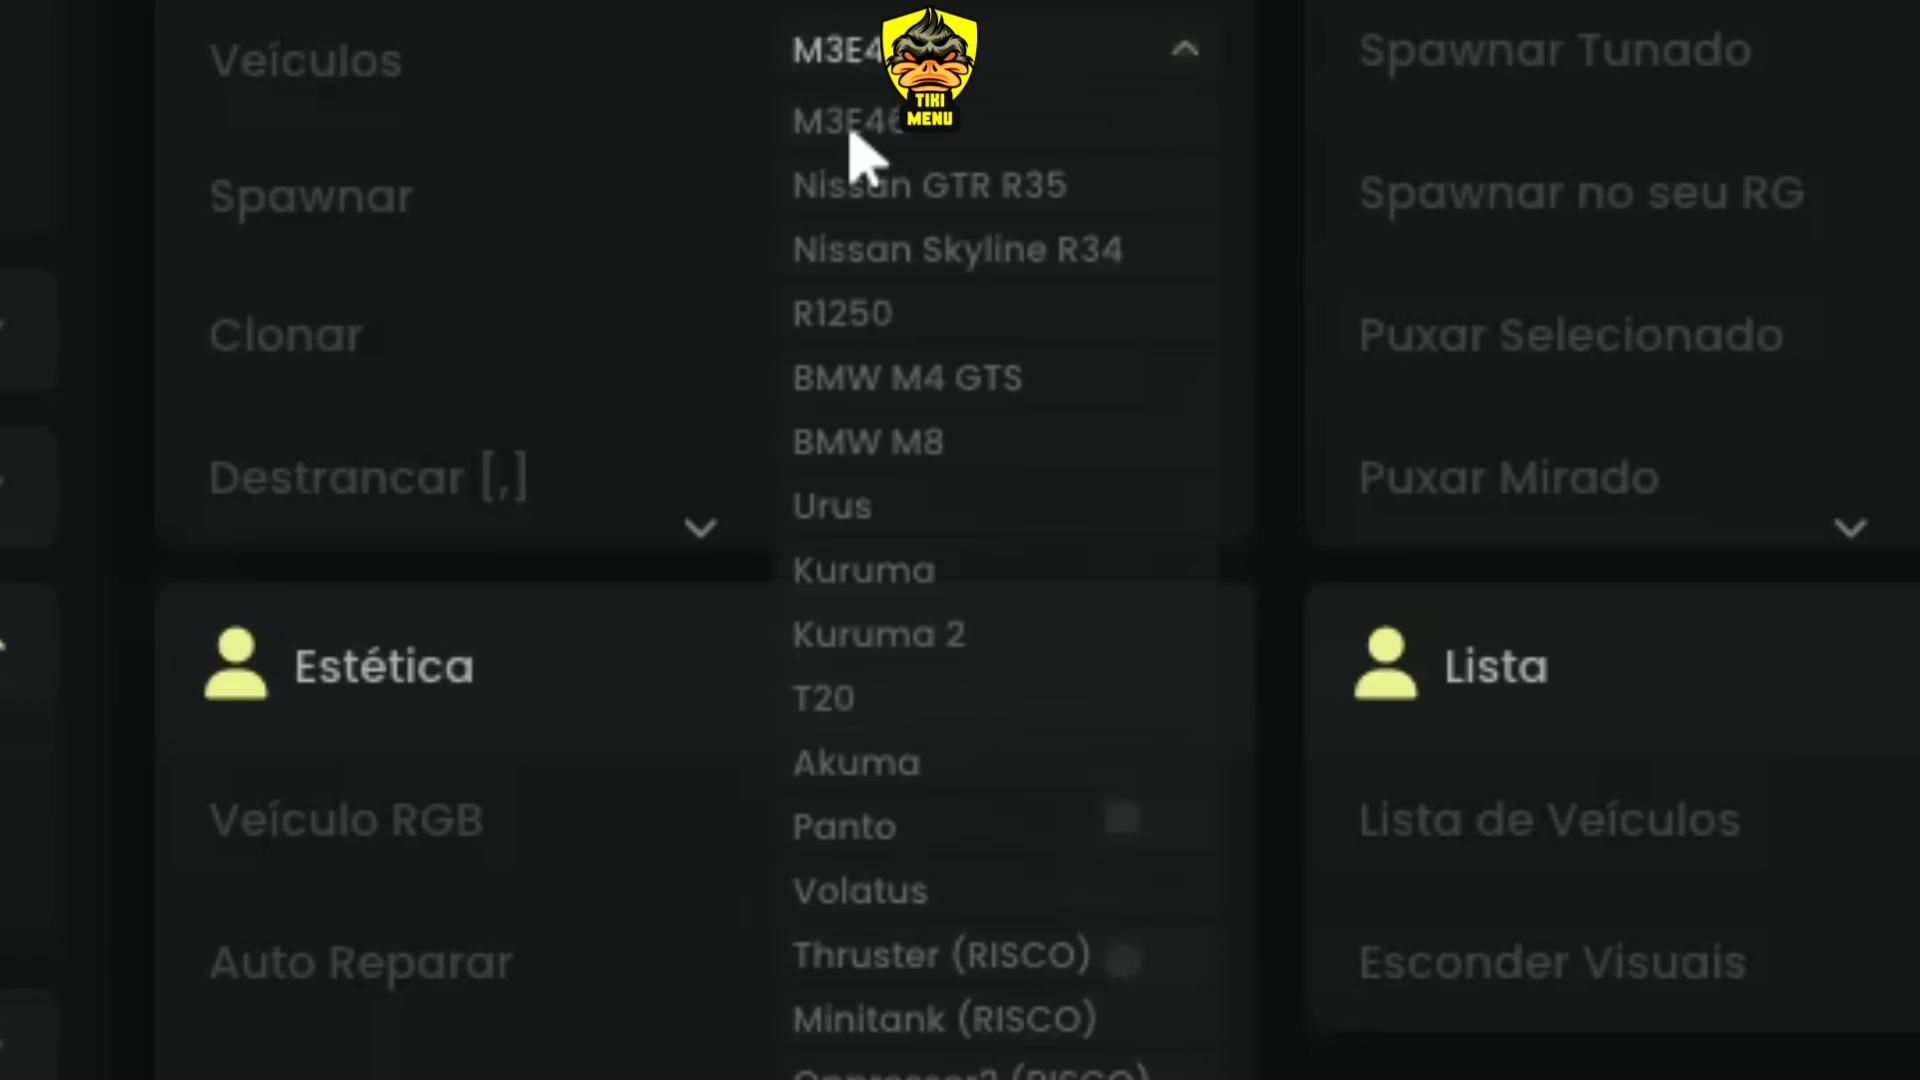 Veículos
Spawnar
Clonar
Destrancar [,]
M3E4
M3E46
Nissan GTR R35
Nissan Skyline R34
R1250
BMW M4 GTS
BMW M8
Urus
Kuruma
Kuruma 2
T20
Akuma
Panto
Volatus
Thruster (RISCO)
Minitank (RISCO)
Oppressor2 (RISCO)
TIKI
MENU
Spawnar Tunado
Spawnar no seu RG
Puxar Selecionado
Puxar Mirado
Estética
Veículo RGB
Auto Reparar
Lista
Lista de Veículos
Esconder Visuais